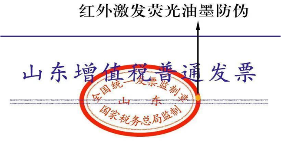 红外激发荧光油墨防伪
山东增值税普通发票
全国统一发票监制章
山东
国家税务总局监制